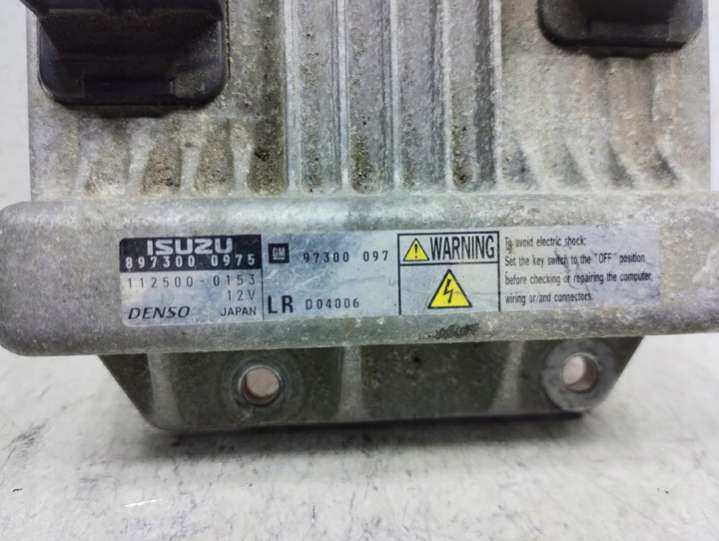 ISUZU
897300 0975
112500-0153
12V
DENSO JAPAN
GM 97300 097
LR D04006
WARNING
To avoid electric shock;
Set the key switch to the "OFF" position
before checking or repairing the computer,
wiring or/and connectors.